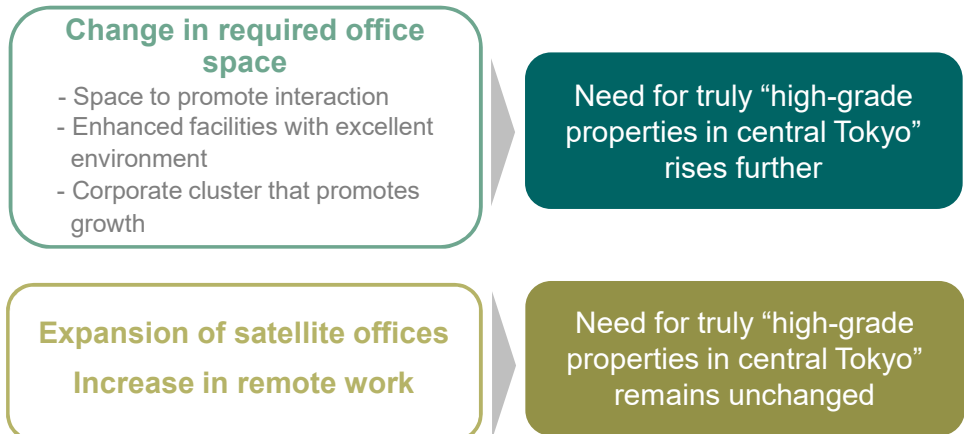 Change in required office
space
- Space to promote interaction
- Enhanced facilities with excellent
environment
- Corporate cluster that promotes
growth
Need for truly “high-grade
properties in central Tokyo”
rises further
Expansion of satellite offices
Increase in remote work
Need for truly “high-grade
properties in central Tokyo”
remains unchanged